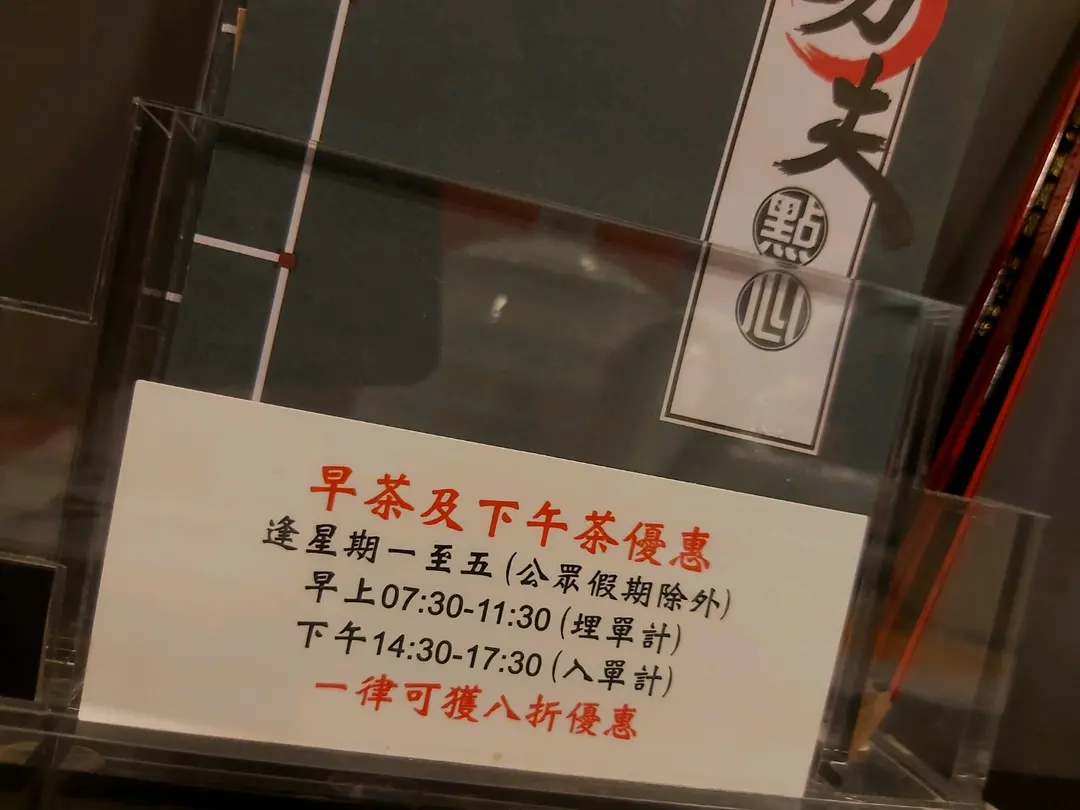 功夫
點心
早茶及下午茶優惠
逢星期一至五(公眾假期除外)
早上07:30-11:30(埋單計)
下午14:30-17:30(入單計)
一律可獲八折優惠